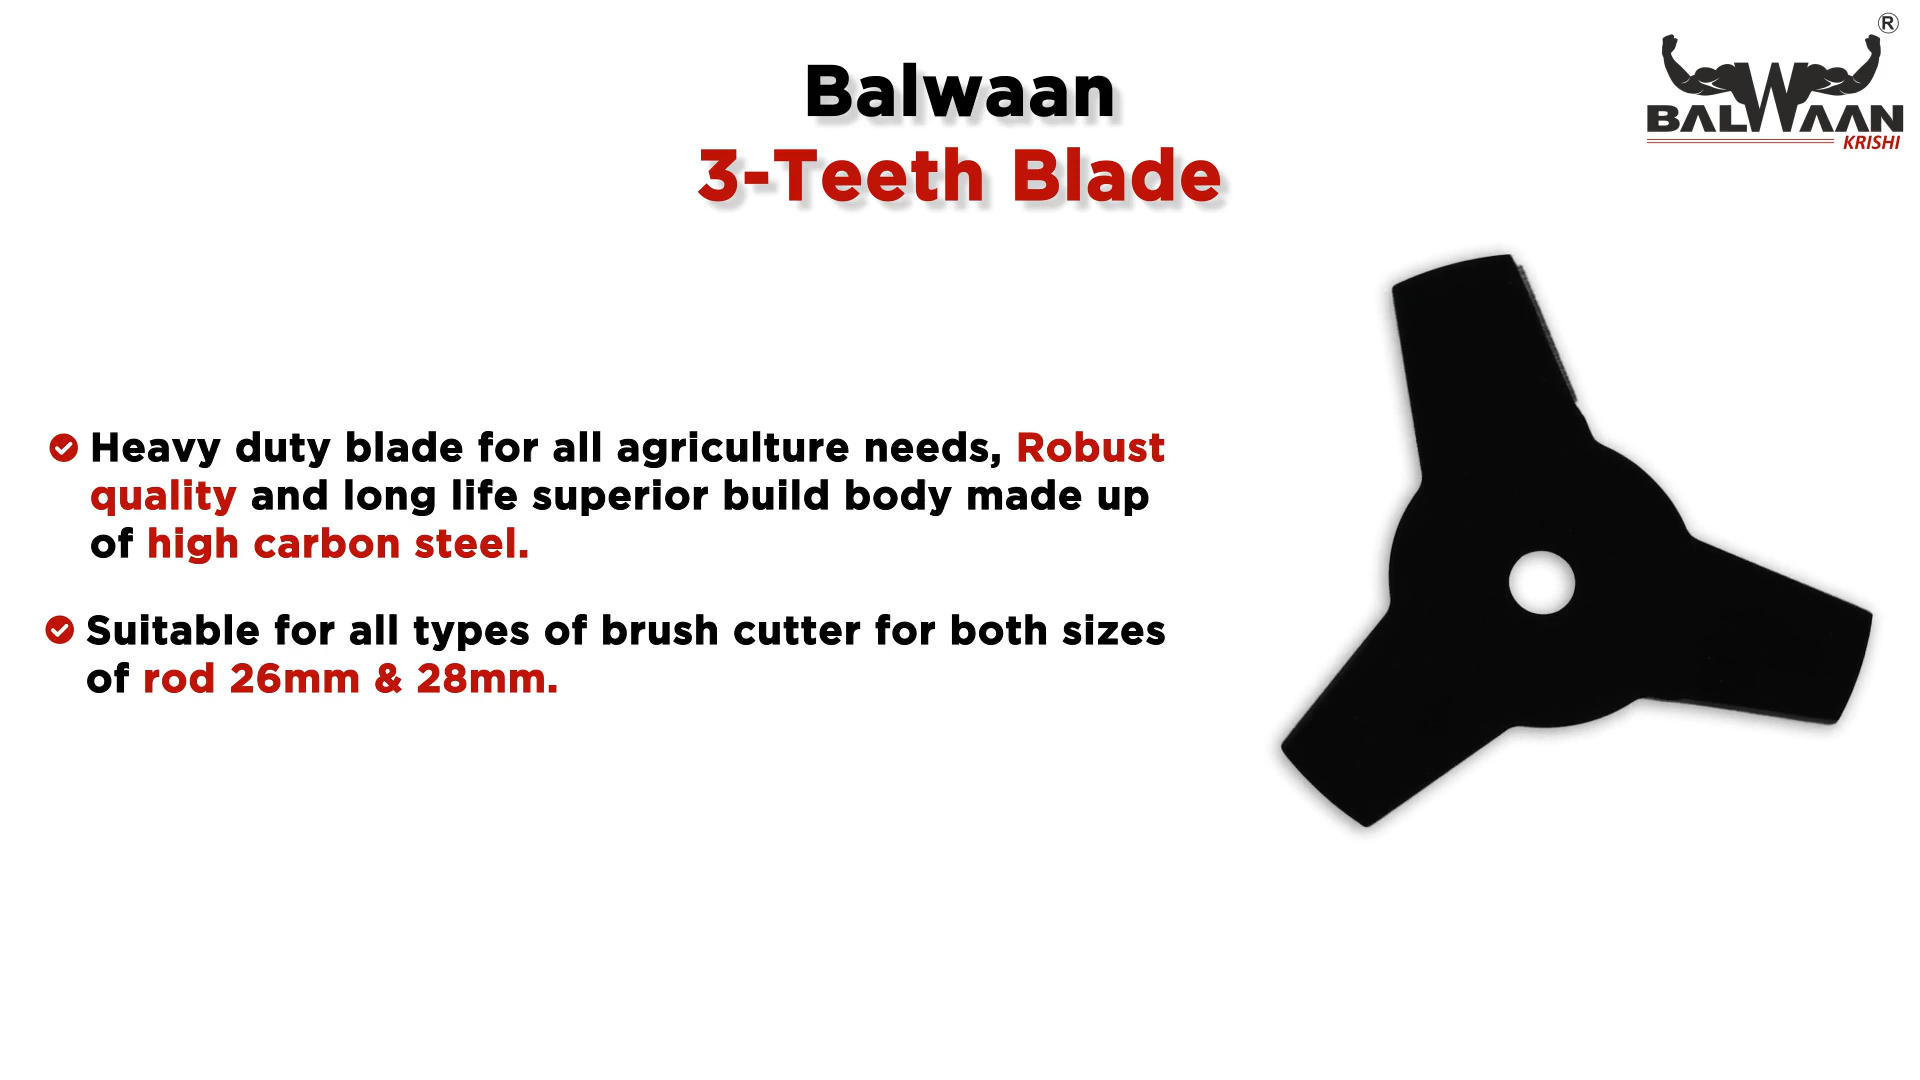 Balwaan
3-Teeth Blade
®
BALWAAN
KRISHI
Heavy duty blade for all agriculture needs, Robust
quality and long life superior build body made up
of high carbon steel.
Suitable for all types of brush cutter for both sizes
of rod 26mm & 28mm.